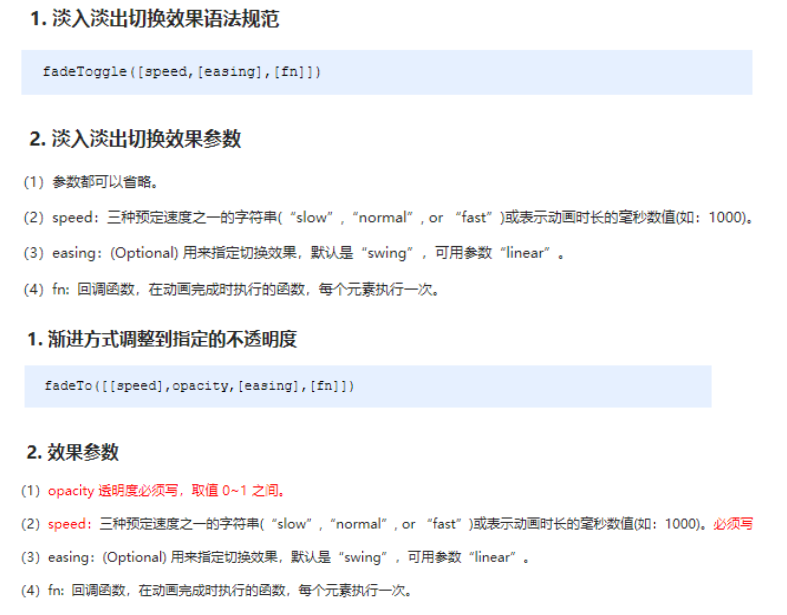 1. 淡入淡出切换效果语法规范
fadeToggle([speed,[easing],[fn]])
2. 淡入淡出切换效果参数
（1）参数都可以省略。
（2）speed：三种预定速度之一的字符串(“slow”,“normal”, or “fast”)或表示动画时长的毫秒数值(如：1000)。
（3）easing：(Optional) 用来指定切换效果，默认是“swing”，可用参数“linear”。
（4）fn: 回调函数，在动画完成时执行的函数，每个元素执行一次。
1. 渐进方式调整到指定的不透明度
fadeTo([[speed],opacity,[easing],[fn]])
2. 效果参数
（1）opacity 透明度必须写，取值 0~1 之间。
（2）speed：三种预定速度之一的字符串(“slow”,“normal”, or “fast”)或表示动画时长的毫秒数值(如：1000)。必须写
（3）easing：(Optional) 用来指定切换效果，默认是“swing”，可用参数“linear”。
（4）fn: 回调函数，在动画完成时执行的函数，每个元素执行一次。